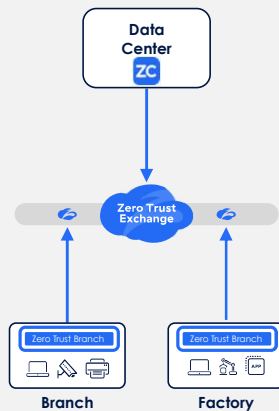 Data
Center
ZC
Zero Trust
Exchange
Zero Trust Branch
Zero Trust Branch
APP
Branch
Factory